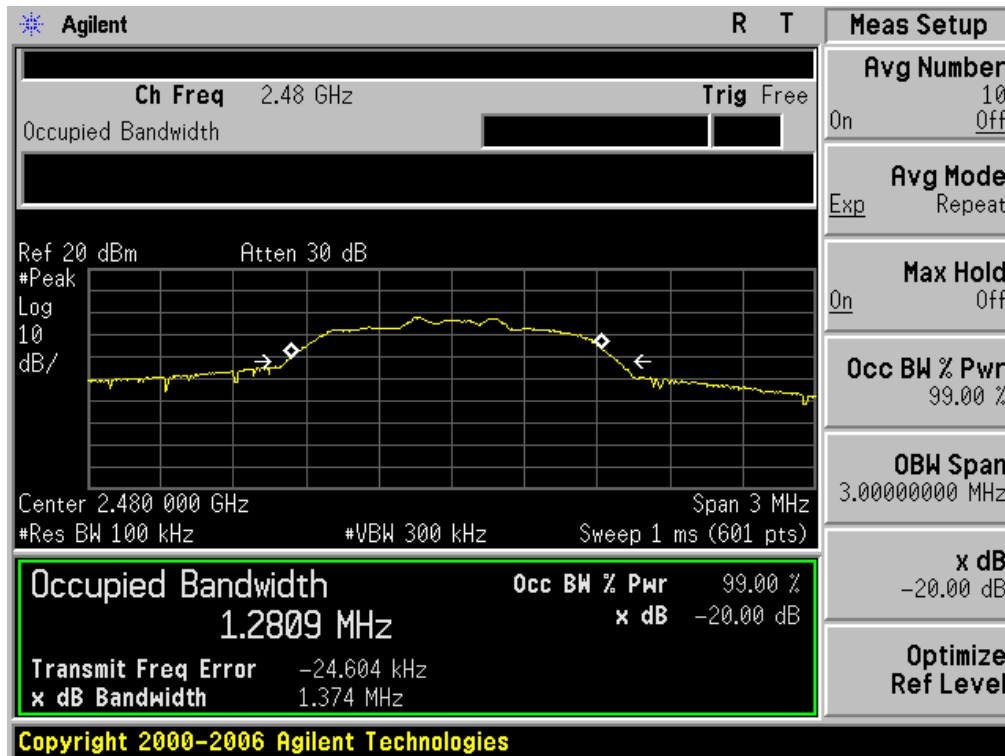 Agilent R T
Ch Freq 2.48 GHz Trig Free
Occupied Bandwidth
Ref 20 dBm Atten 30 dB
#Peak
Log
10
dB/
Center 2.480 000 GHz Span 3 MHz
#Res BW 100 kHz #VBW 300 kHz Sweep 1 ms (601 pts)
Occupied Bandwidth Occ BW % Pwr 99.00 %
1.2809 MHz x dB -20.00 dB
Transmit Freq Error -24.604 kHz
x dB Bandwidth 1.374 MHz
Copyright 2000-2006 Agilent Technologies
Meas Setup
Avg Number
10
On Off
Avg Mode
Exp Repeat
Max Hold
On Off
Occ BW % Pwr
99.00 %
OBW Span
3.00000000 MHz
x dB
-20.00 dB
Optimize
Ref Level